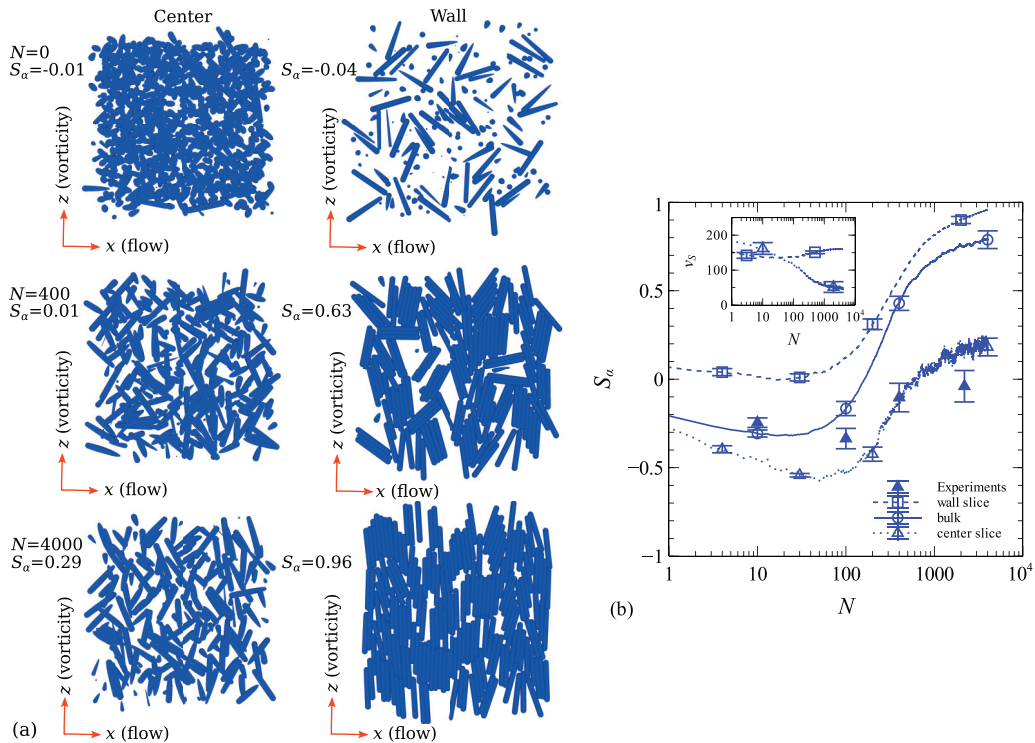 Center
Wall
N=0
Sα=-0.01
Sα=-0.04
z (vorticity)
x (flow)
z (vorticity)
x (flow)
N=400
Sα=0.01
Sα=0.63
z (vorticity)
x (flow)
z (vorticity)
x (flow)
N=4000
Sα=0.29
Sα=0.96
z (vorticity)
x (flow)
z (vorticity)
x (flow)
(a)
1
0.5
0
−0.5
−1
Sα
200
150
100
50
0
νS
1 10 100 1000 10⁴
N
Experiments
wall slice
bulk
center slice
1 10 100 1000 10⁴
N
(b)